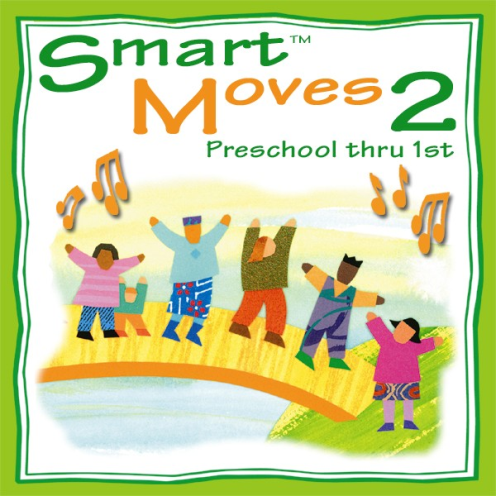 Smart™
Moves 2
Preschool thru 1st